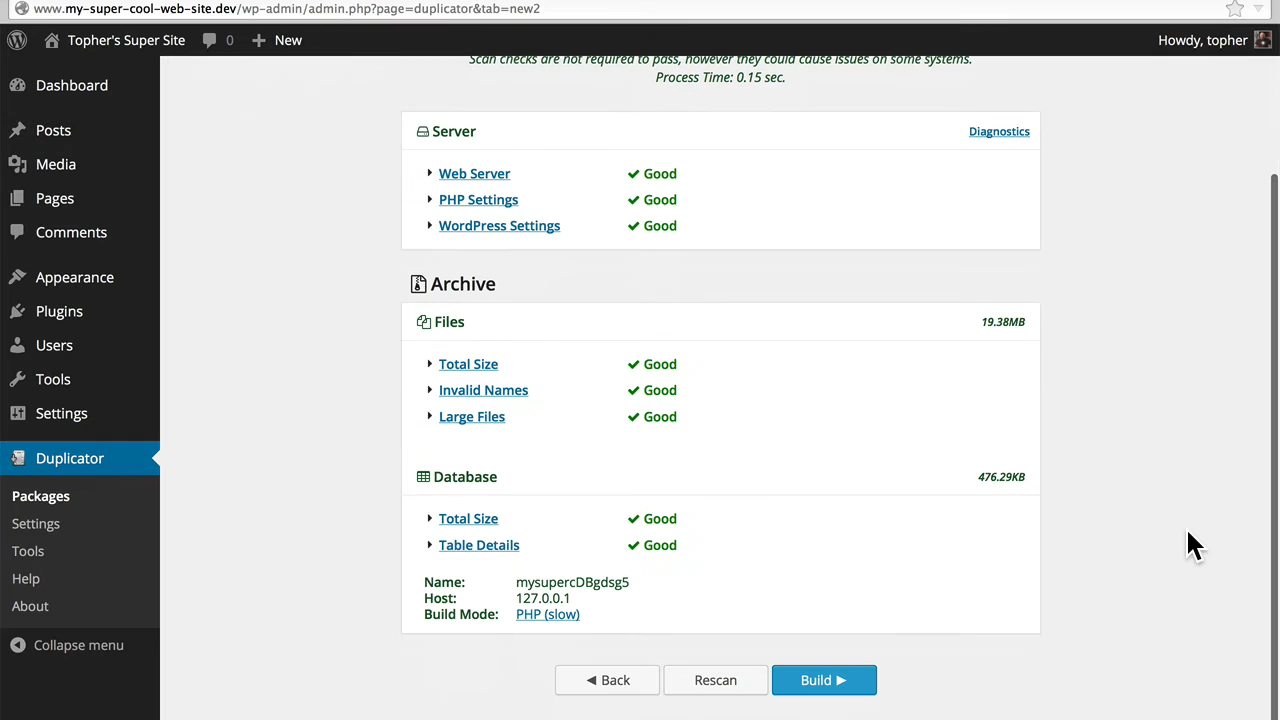 www.my-super-cool-web-site.dev/wp-admin/admin.php?page=duplicator&tab=new2
Topher's Super Site 0 New Howdy, topher
Dashboard
Posts
Media
Pages
Comments
Appearance
Plugins
Users
Tools
Settings
Duplicator
Packages
Settings
Tools
Help
About
Collapse menu
Scan checks are not required to pass, however they could cause issues on some systems.
Process Time: 0.15 sec.
Server Diagnostics
Web Server Good
PHP Settings Good
WordPress Settings Good
Archive
Files 19.38MB
Total Size Good
Invalid Names Good
Large Files Good
Database 476.29KB
Total Size Good
Table Details Good
Name: mysupercDBgdsg5
Host: 127.0.0.1
Build Mode: PHP (slow)
◀ Back Rescan Build ▶